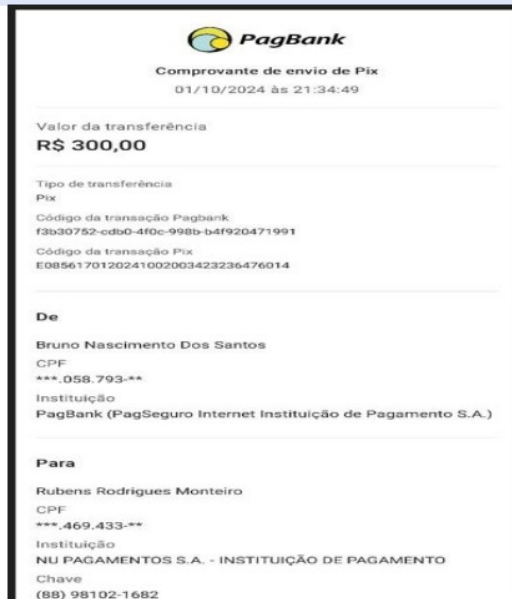 PagBank
Comprovante de envio de Pix
01/10/2024 às 21:34:49
Valor da transferência
R$ 300,00
Tipo de transferência
Pix
Código da transação Pagbank
f3b30752-cdb0-4f0c-998b-b4f920471991
Código da transação Pix
E0856170120241002003423236476014
De
Bruno Nascimento Dos Santos
CPF
***.058.793-**
Instituição
PagBank (PagSeguro Internet Instituição de Pagamento S.A.)
Para
Rubens Rodrigues Monteiro
CPF
***.469.433-**
Instituição
NU PAGAMENTOS S.A. - INSTITUIÇÃO DE PAGAMENTO
Chave
(88) 98102-1682